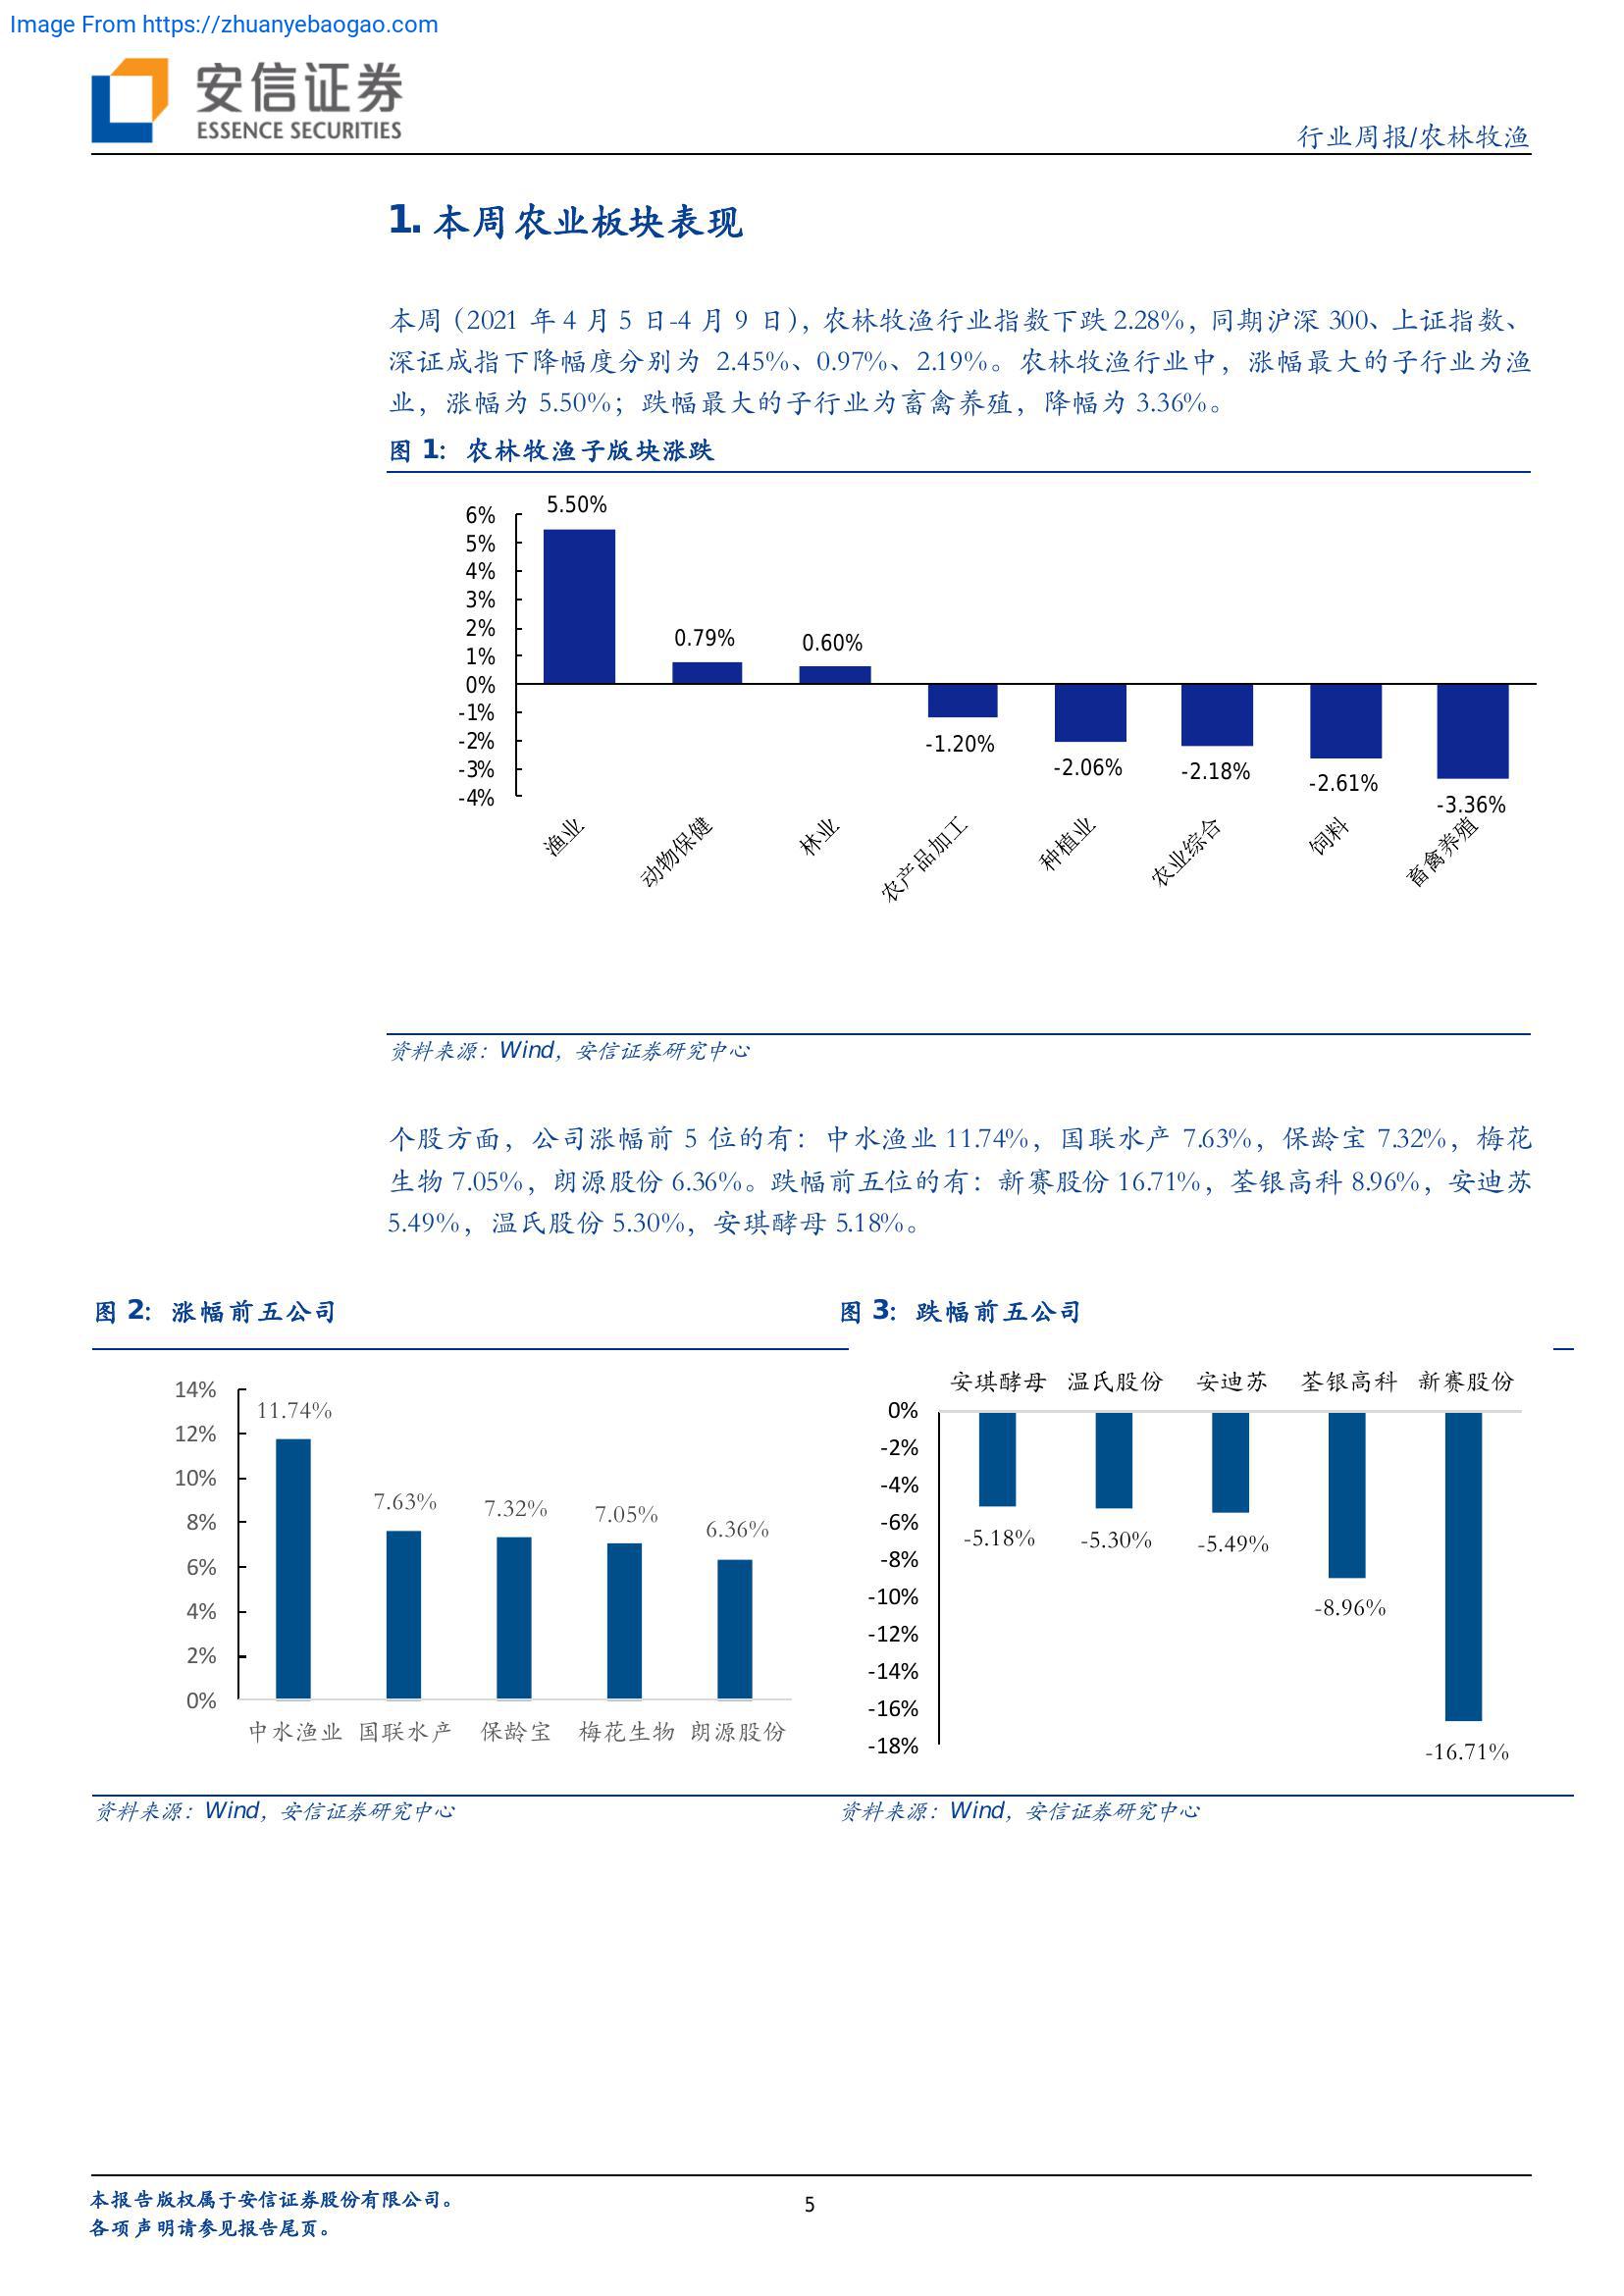 Image From https://zhuanyebaogao.com
安信证券
ESSENCE SECURITIES
行业周报/农林牧渔
1. 本周农业板块表现
本周（2021 年 4 月 5 日-4 月 9 日），农林牧渔行业指数下跌 2.28%，同期沪深 300、上证指数、
深证成指下降幅度分别为 2.45%、0.97%、2.19%。农林牧渔行业中，涨幅最大的子行业为渔
业，涨幅为 5.50%；跌幅最大的子行业为畜禽养殖，降幅为 3.36%。
图 1：农林牧渔子版块涨跌
6%
5%
4%
3%
2%
1%
0%
-1%
-2%
-3%
-4%
5.50%
0.79%
0.60%
-1.20%
-2.06%
-2.18%
-2.61%
-3.36%
渔业
动物保健
林业
农产品加工
种植业
农业综合
饲料
畜禽养殖
资料来源：Wind，安信证券研究中心
个股方面，公司涨幅前 5 位的有：中水渔业 11.74%，国联水产 7.63%，保龄宝 7.32%，梅花
生物 7.05%，朗源股份 6.36%。跌幅前五位的有：新赛股份 16.71%，荃银高科 8.96%，安迪苏
5.49%，温氏股份 5.30%，安琪酵母 5.18%。
图 2：涨幅前五公司
14%
12%
10%
8%
6%
4%
2%
0%
11.74%
7.63%
7.32%
7.05%
6.36%
中水渔业 国联水产 保龄宝 梅花生物 朗源股份
资料来源：Wind，安信证券研究中心
图 3：跌幅前五公司
安琪酵母 温氏股份 安迪苏 荃银高科 新赛股份
0%
-2%
-4%
-6%
-8%
-10%
-12%
-14%
-16%
-18%
-5.18%
-5.30%
-5.49%
-8.96%
-16.71%
资料来源：Wind，安信证券研究中心
本报告版权属于安信证券股份有限公司。
各项声明请参见报告尾页。
5